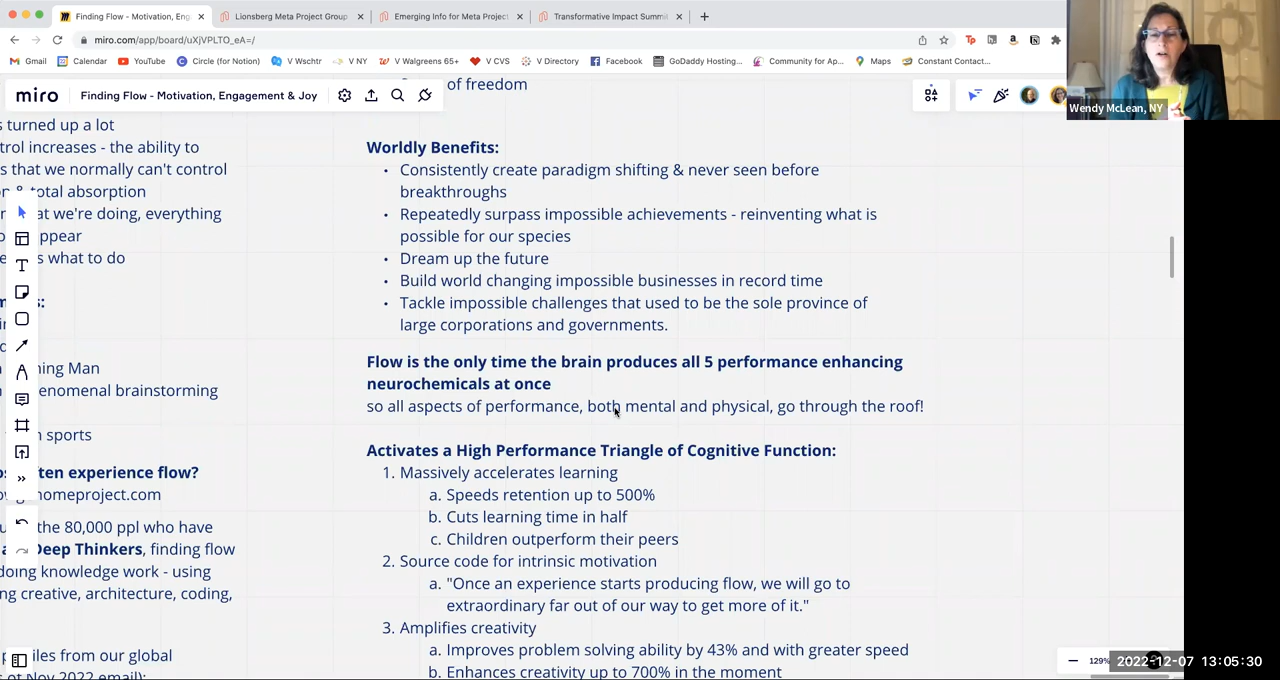 Finding Flow - Motivation, Eng
Lionsberg Meta Project Group
Emerging Info for Meta Project
Transformative Impact Summi
miro.com/app/board/uXjVPLTO_eA=/
Gmail
Calendar
YouTube
Circle (for Notion)
V Wschtr
V NY
V Walgreens 65+
V CVS
V Directory
Facebook
GoDaddy Hosting...
Community for Ap...
Maps
Constant Contact...
Wendy McLean, NY
miro
Finding Flow - Motivation, Engagement & Joy
of freedom
s turned up a lot
trol increases - the ability to
s that we normally can't control
& total absorption
at we're doing, everything
ppear
s what to do
s:
ning Man
enomenal brainstorming
sports
ten experience flow?
homeproject.com
the 80,000 ppl who have
Deep Thinkers, finding flow
doing knowledge work - using
ng creative, architecture, coding,
files from our global
of Nov 2022 email):
Worldly Benefits:
• Consistently create paradigm shifting & never seen before
breakthroughs
• Repeatedly surpass impossible achievements - reinventing what is
possible for our species
• Dream up the future
• Build world changing impossible businesses in record time
• Tackle impossible challenges that used to be the sole province of
large corporations and governments.
Flow is the only time the brain produces all 5 performance enhancing
neurochemicals at once
so all aspects of performance, both mental and physical, go through the roof!
Activates a High Performance Triangle of Cognitive Function:
1. Massively accelerates learning
a. Speeds retention up to 500%
b. Cuts learning time in half
c. Children outperform their peers
2. Source code for intrinsic motivation
a. "Once an experience starts producing flow, we will go to
extraordinary far out of our way to get more of it."
3. Amplifies creativity
a. Improves problem solving ability by 43% and with greater speed
b. Enhances creativity up to 700% in the moment
129%
2022-12-07 13:05:30